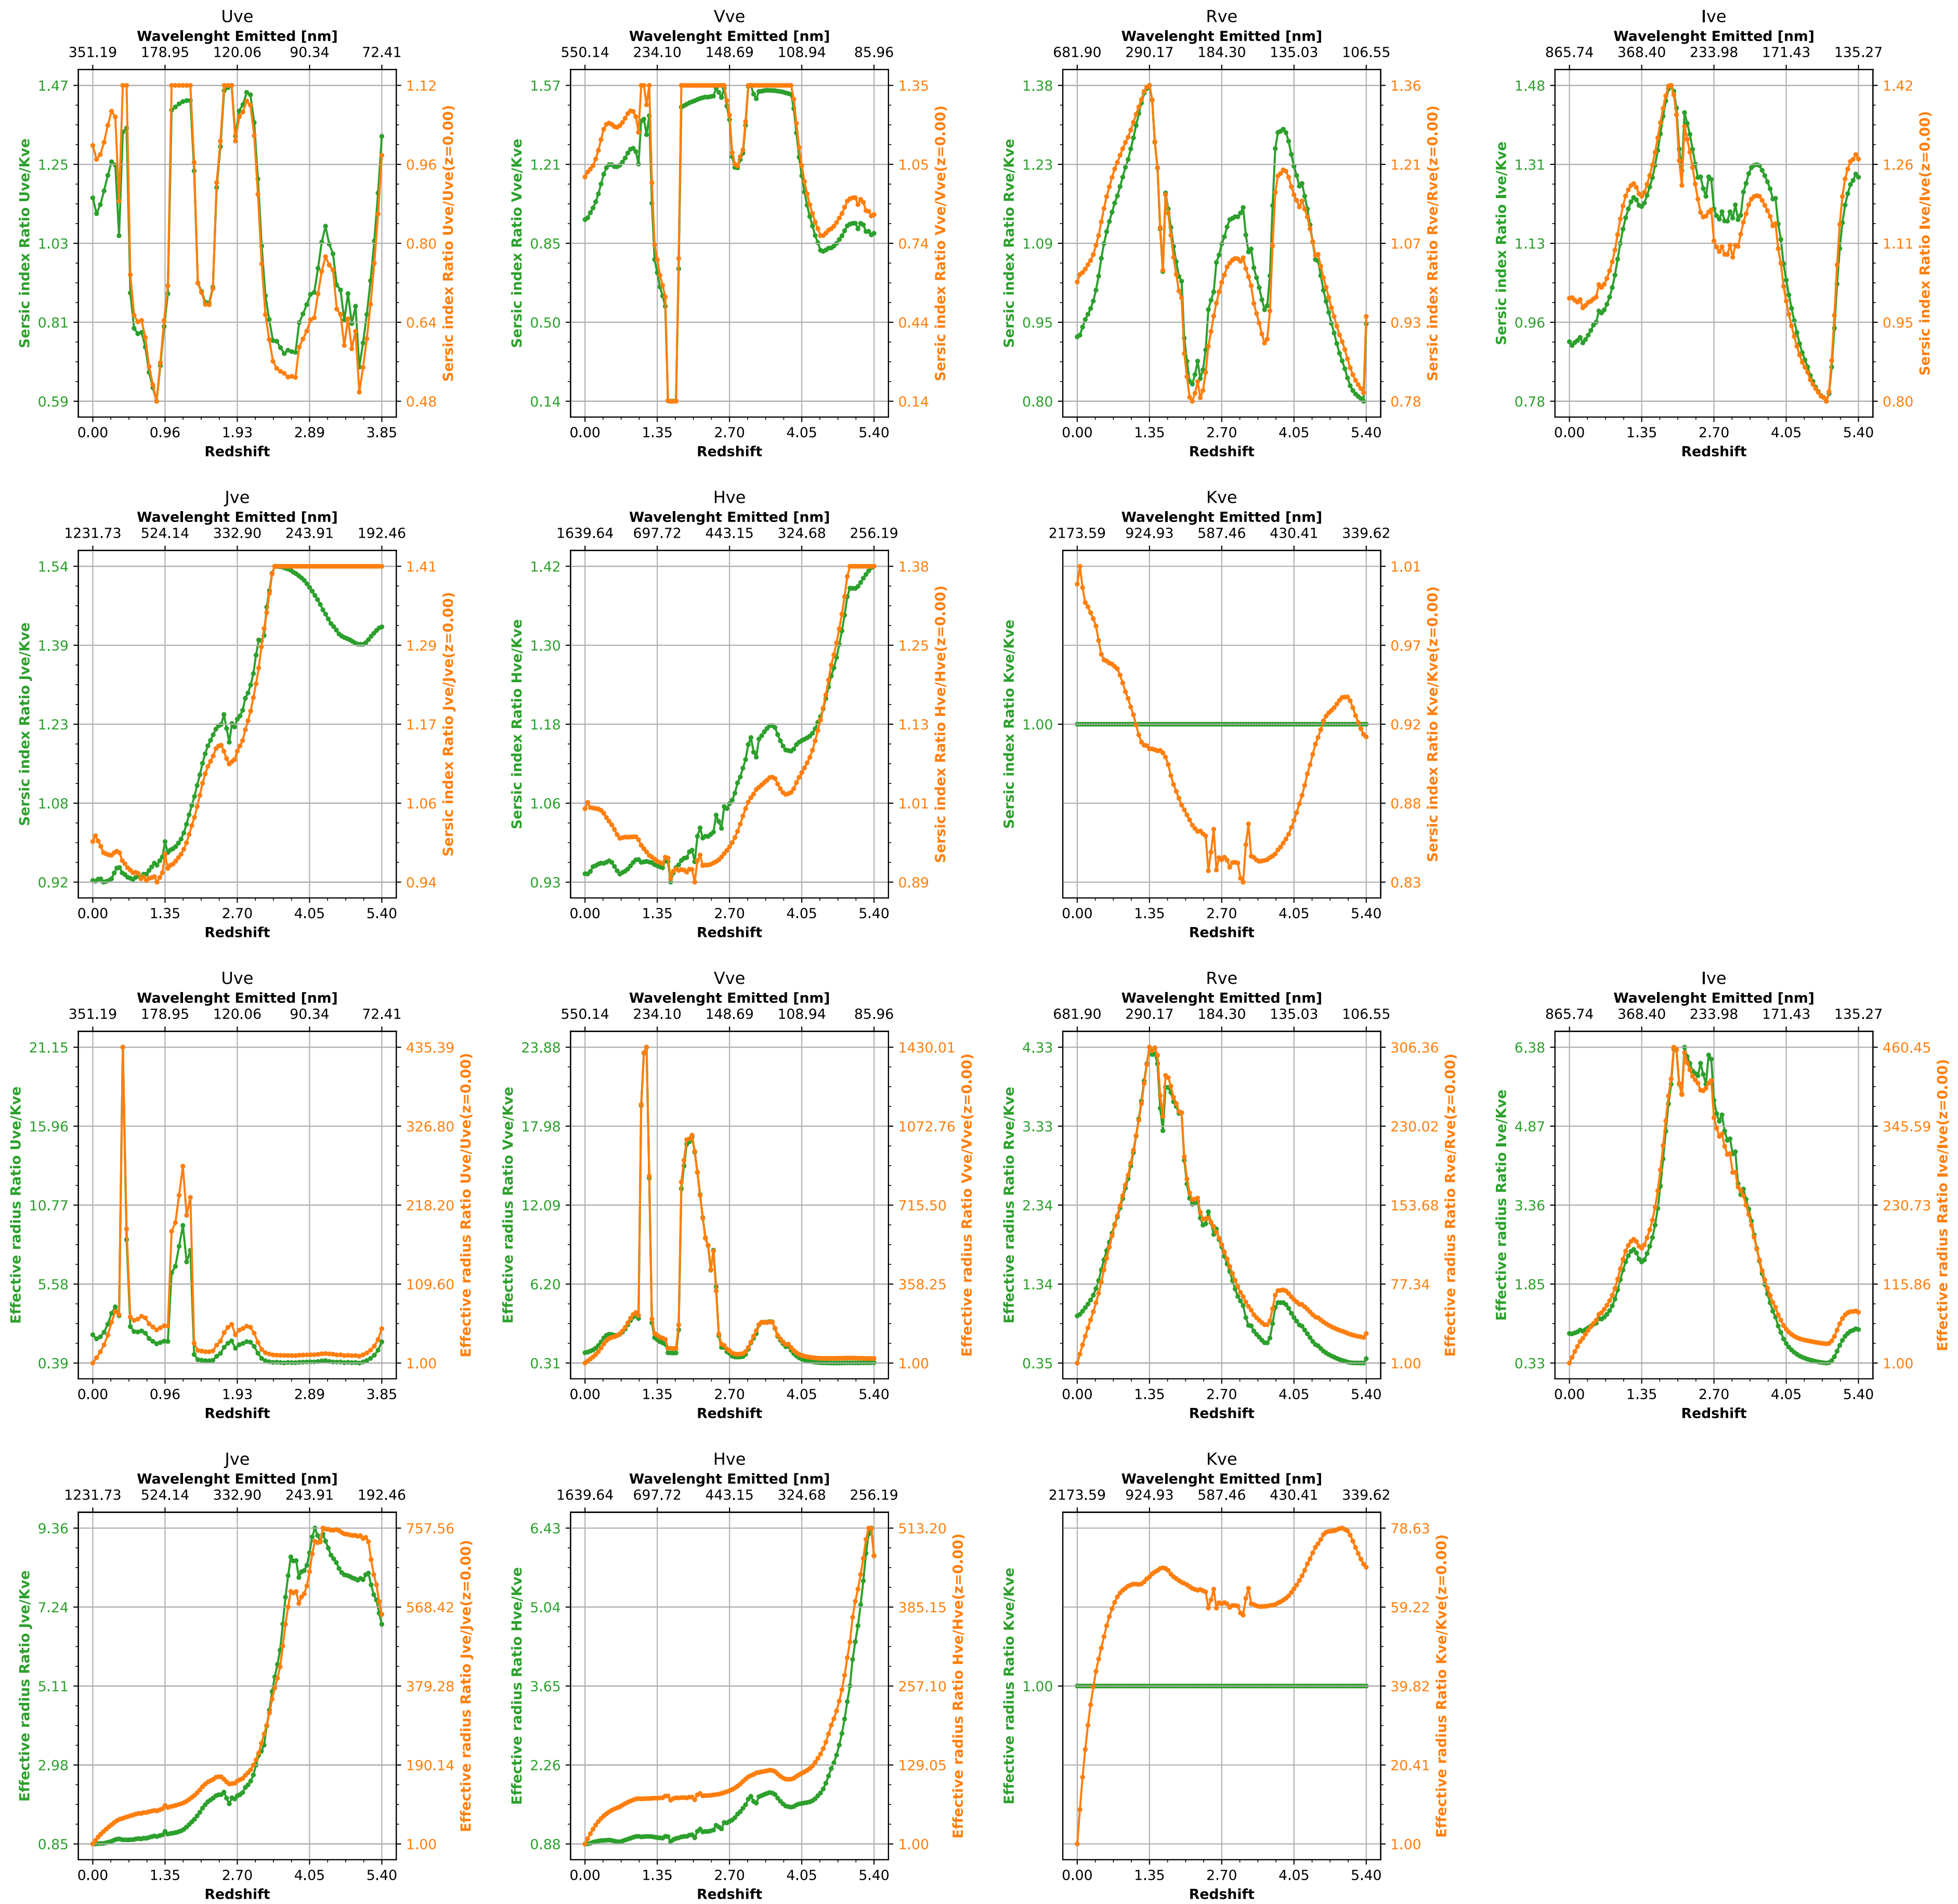 Uve
Wavelenght Emitted [nm]
351.19 178.95 120.06 90.34 72.41
Sersic index Ratio Uve/Kve
1.47
1.25
1.03
0.81
0.59
1.12
0.96
0.80
0.64
0.48
Sersic index Ratio Uve/Uve(z=0.00)
0.00 0.96 1.93 2.89 3.85
Redshift
Vve
Wavelenght Emitted [nm]
550.14 234.10 148.69 108.94 85.96
Sersic index Ratio Vve/Kve
1.57
1.21
0.85
0.50
0.14
1.35
1.05
0.74
0.44
0.14
Sersic index Ratio Vve/Vve(z=0.00)
0.00 1.35 2.70 4.05 5.40
Redshift
Rve
Wavelenght Emitted [nm]
681.90 290.17 184.30 135.03 106.55
Sersic index Ratio Rve/Kve
1.38
1.23
1.09
0.95
0.80
1.36
1.21
1.07
0.93
0.78
Sersic index Ratio Rve/Rve(z=0.00)
0.00 1.35 2.70 4.05 5.40
Redshift
Ive
Wavelenght Emitted [nm]
865.74 368.40 233.98 171.43 135.27
Sersic index Ratio Ive/Kve
1.48
1.31
1.13
0.96
0.78
1.42
1.26
1.11
0.95
0.80
Sersic index Ratio Ive/Ive(z=0.00)
0.00 1.35 2.70 4.05 5.40
Redshift
Jve
Wavelenght Emitted [nm]
1231.73 524.14 332.90 243.91 192.46
Sersic index Ratio Jve/Kve
1.54
1.39
1.23
1.08
0.92
1.41
1.29
1.17
1.06
0.94
Sersic index Ratio Jve/Jve(z=0.00)
0.00 1.35 2.70 4.05 5.40
Redshift
Hve
Wavelenght Emitted [nm]
1639.64 697.72 443.15 324.68 256.19
Sersic index Ratio Hve/Kve
1.42
1.30
1.18
1.06
0.93
1.38
1.25
1.13
1.01
0.89
Sersic index Ratio Hve/Hve(z=0.00)
0.00 1.35 2.70 4.05 5.40
Redshift
Kve
Wavelenght Emitted [nm]
2173.59 924.93 587.46 430.41 339.62
Sersic index Ratio Kve/Kve
1.00
1.01
0.97
0.92
0.88
0.83
Sersic index Ratio Kve/Kve(z=0.00)
0.00 1.35 2.70 4.05 5.40
Redshift
Uve
Wavelenght Emitted [nm]
351.19 178.95 120.06 90.34 72.41
Effective radius Ratio Uve/Kve
21.15
15.96
10.77
5.58
0.39
435.39
326.80
218.20
109.60
1.00
Effective radius Ratio Uve/Uve(z=0.00)
0.00 0.96 1.93 2.89 3.85
Redshift
Vve
Wavelenght Emitted [nm]
550.14 234.10 148.69 108.94 85.96
Effective radius Ratio Vve/Kve
23.88
17.98
12.09
6.20
0.31
1430.01
1072.76
715.50
358.25
1.00
Effective radius Ratio Vve/Vve(z=0.00)
0.00 1.35 2.70 4.05 5.40
Redshift
Rve
Wavelenght Emitted [nm]
681.90 290.17 184.30 135.03 106.55
Effective radius Ratio Rve/Kve
4.33
3.33
2.34
1.34
0.35
306.36
230.02
153.68
77.34
1.00
Effective radius Ratio Rve/Rve(z=0.00)
0.00 1.35 2.70 4.05 5.40
Redshift
Ive
Wavelenght Emitted [nm]
865.74 368.40 233.98 171.43 135.27
Effective radius Ratio Ive/Kve
6.38
4.87
3.36
1.85
0.33
460.45
345.59
230.73
115.86
1.00
Effective radius Ratio Ive/Ive(z=0.00)
0.00 1.35 2.70 4.05 5.40
Redshift
Jve
Wavelenght Emitted [nm]
1231.73 524.14 332.90 243.91 192.46
Effective radius Ratio Jve/Kve
9.36
7.24
5.11
2.98
0.85
757.56
568.42
379.28
190.14
1.00
Effective radius Ratio Jve/Jve(z=0.00)
0.00 1.35 2.70 4.05 5.40
Redshift
Hve
Wavelenght Emitted [nm]
1639.64 697.72 443.15 324.68 256.19
Effective radius Ratio Hve/Kve
6.43
5.04
3.65
2.26
0.88
513.20
385.15
257.10
129.05
1.00
Effective radius Ratio Hve/Hve(z=0.00)
0.00 1.35 2.70 4.05 5.40
Redshift
Kve
Wavelenght Emitted [nm]
2173.59 924.93 587.46 430.41 339.62
Effective radius Ratio Kve/Kve
1.00
78.63
59.22
39.82
20.41
1.00
Effective radius Ratio Kve/Kve(z=0.00)
0.00 1.35 2.70 4.05 5.40
Redshift